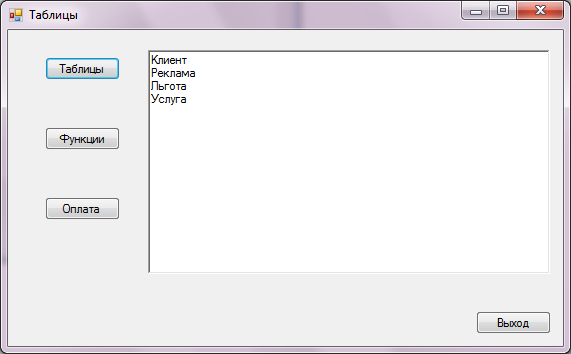 Таблицы
Таблицы
Функции
Оплата
Клиент
Реклама
Льгота
Услуга
Выход